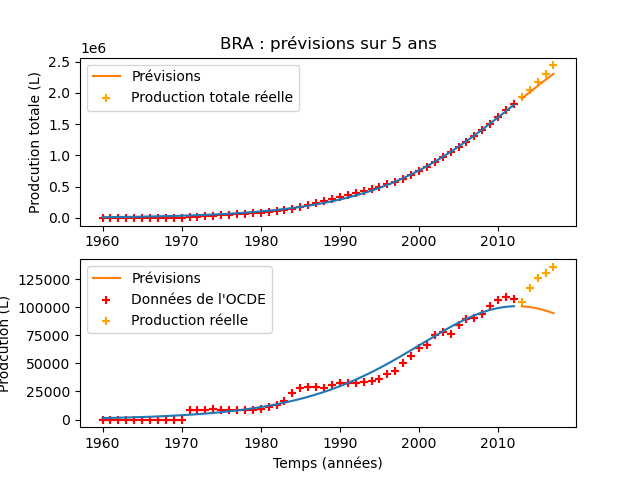 BRA : prévisions sur 5 ans
1e6
2.5
2.0
1.5
1.0
0.5
0.0
Prodcution totale (L)
Prévisions
Production totale réelle
1960 1970 1980 1990 2000 2010
125000
100000
75000
50000
25000
0
Prodcution (L)
Prévisions
Données de l'OCDE
Production réelle
1960 1970 1980 1990 2000 2010
Temps (années)